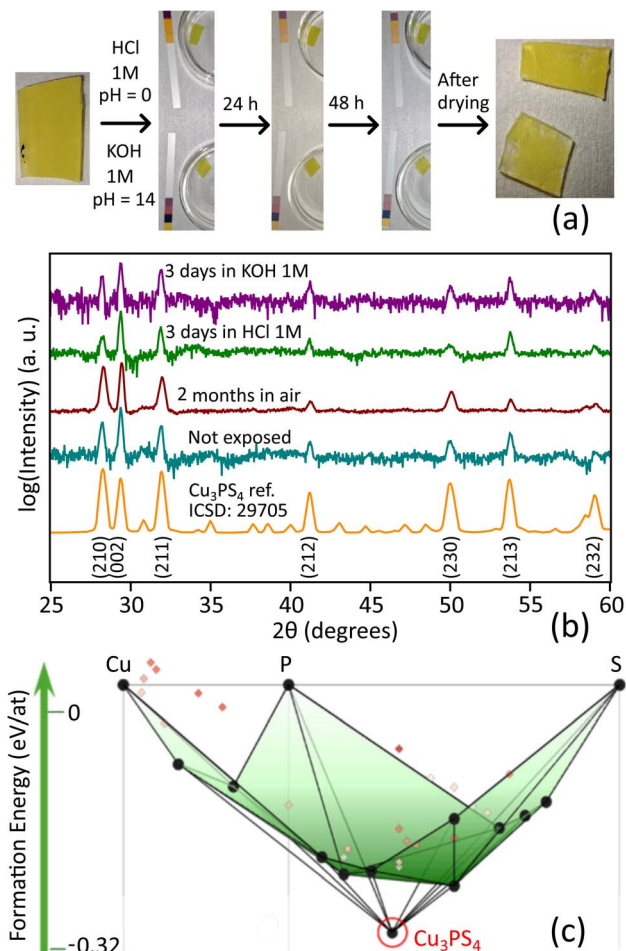 HCl
1M
pH = 0
KOH
1M
pH = 14
24 h
48 h
After
drying
(a)
log(Intensity) (a. u.)
3 days in KOH 1M
3 days in HCl 1M
2 months in air
Not exposed
Cu₃PS₄ ref.
ICSD: 29705
(210)
(002)
(211)
(212)
(230)
(213)
(232)
25 30 35 40 45 50 55 60
2θ (degrees)
(b)
Cu P S
Formation Energy (eV/at)
0
-0.32
Cu₃PS₄
(c)